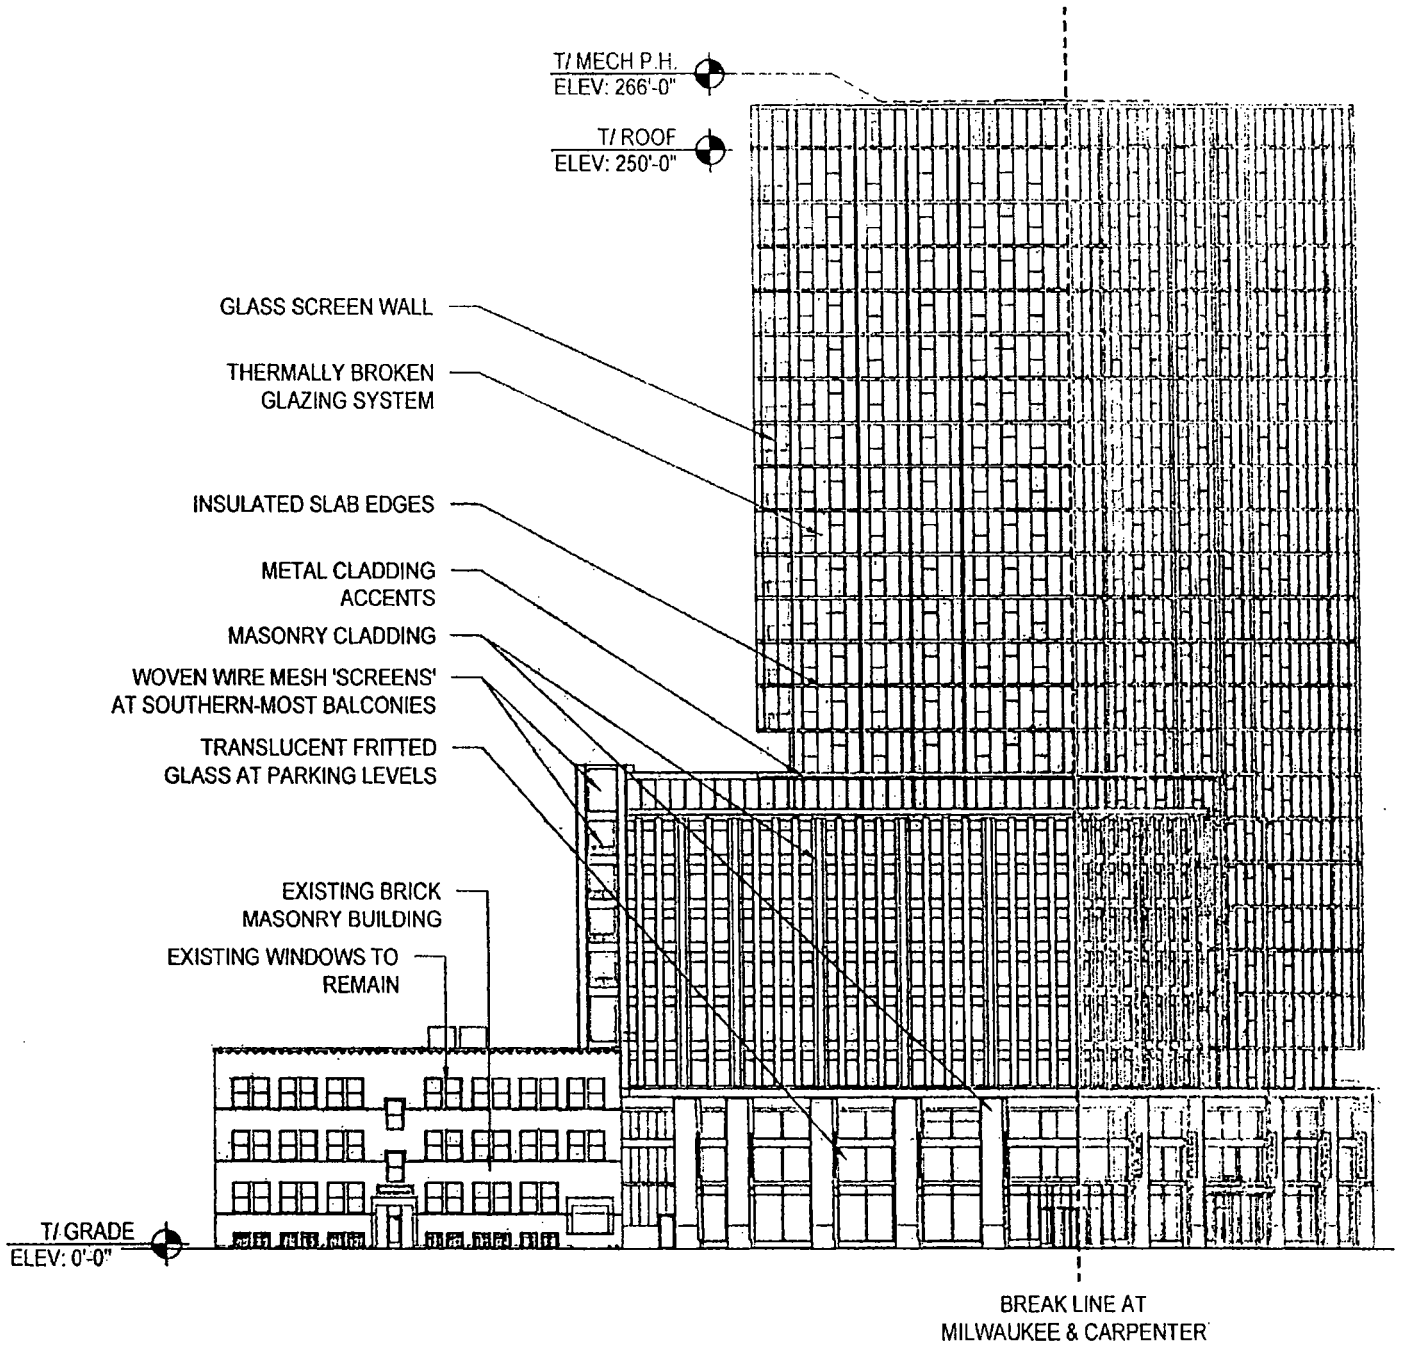 T/ MECH P.H.
ELEV: 266'-0"
T/ ROOF
ELEV: 250'-0"
GLASS SCREEN WALL
THERMALLY BROKEN
GLAZING SYSTEM
INSULATED SLAB EDGES
METAL CLADDING
ACCENTS
MASONRY CLADDING
WOVEN WIRE MESH 'SCREENS'
AT SOUTHERN-MOST BALCONIES
TRANSLUCENT FRITTED
GLASS AT PARKING LEVELS
EXISTING BRICK
MASONRY BUILDING
EXISTING WINDOWS TO
REMAIN
T/ GRADE
ELEV: 0'-0"
BREAK LINE AT
MILWAUKEE & CARPENTER